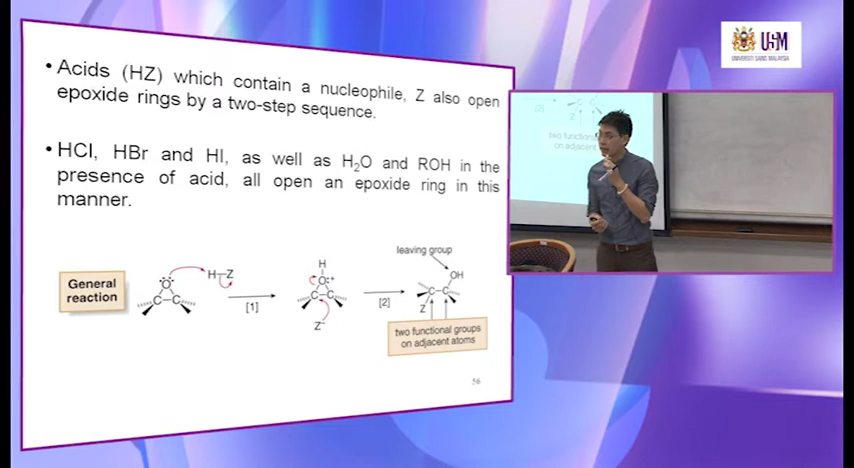 • Acids (HZ) which contain a nucleophile, Z also open
epoxide rings by a two-step sequence.
• HCl, HBr and HI, as well as H₂O and ROH in the
presence of acid, all open an epoxide ring in this
manner.
General
reaction
O
C
C
H–Z
[1]
H
O
C
C
Z⁻
[2]
leaving group
OH
C–C
Z
two functional groups
on adjacent atoms
56
USM
UNIVERSITI SAINS MALAYSIA
[2]
C
C
two function
on adjacent